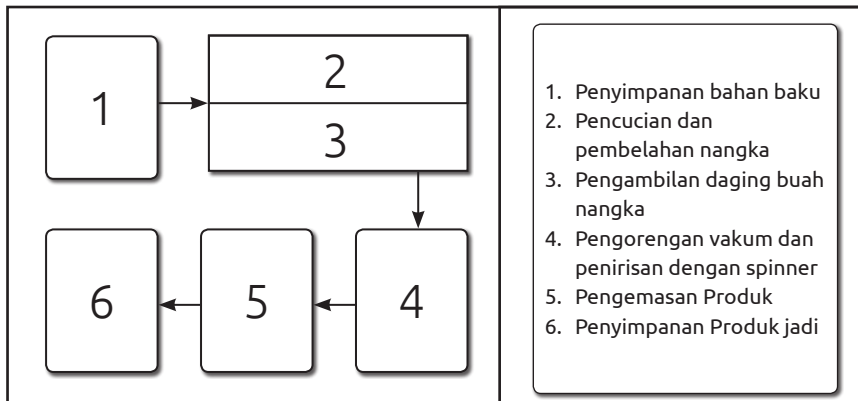 1
2
3
6
5
4
1. Penyimpanan bahan baku
2. Pencucian dan
pembelahan nangka
3. Pengambilan daging buah
nangka
4. Pengorengan vakum dan
penirisan dengan spinner
5. Pengemasan Produk
6. Penyimpanan Produk jadi